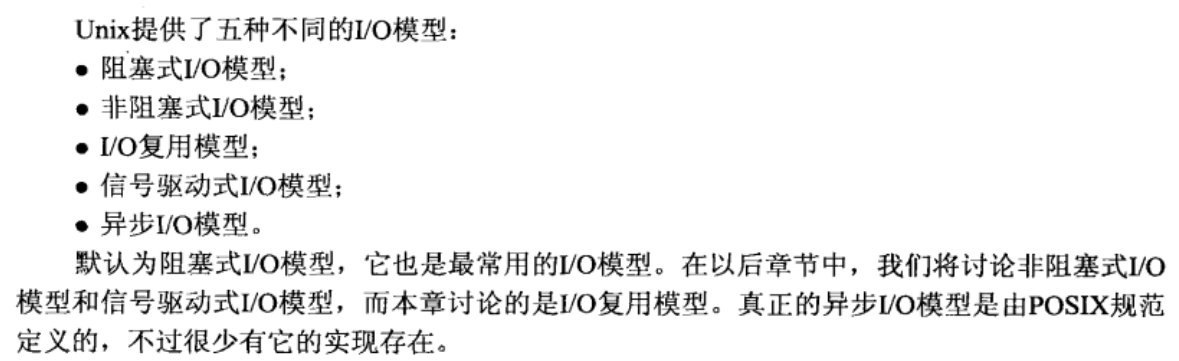 Unix提供了五种不同的I/O模型：
● 阻塞式I/O模型；
● 非阻塞式I/O模型；
● I/O复用模型；
● 信号驱动式I/O模型；
● 异步I/O模型。
默认为阻塞式I/O模型，它也是最常用的I/O模型。在以后章节中，我们将讨论非阻塞式I/O
模型和信号驱动式I/O模型，而本章讨论的是I/O复用模型。真正的异步I/O模型是由POSIX规范
定义的，不过很少有它的实现存在。